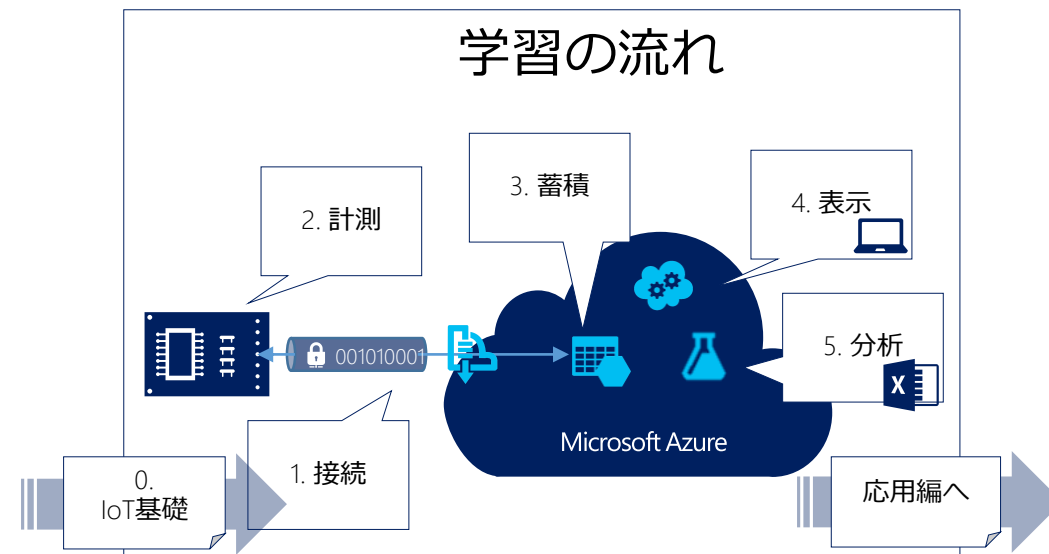 学習の流れ
3. 蓄積
2. 計測
4. 表示
001010001
5. 分析
X
Microsoft Azure
1. 接続
0.
IoT基礎
応用編へ